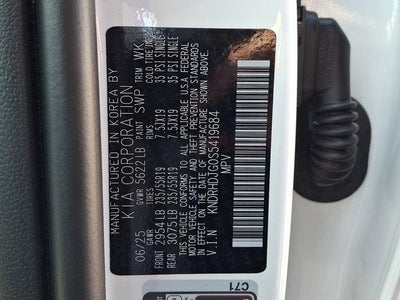 MANUFACTURED IN KOREA BY
KIA CORPORATION
06/25 GVWR 5622LB PAINT SWP TRIM WK
GAWR TIRES RIMS COLD TIRE INF.
FRONT 2954LB 235/55R19 7.5JX19 35 PSI SINGLE
REAR 3075LB 235/55R19 7.5JX19 35 PSI SINGLE
THIS VEHICLE CONFORMS TO ALL APPLICABLE U.S.A FEDERAL
MOTOR VEHICLE SAFETY AND THEFT PREVENTION STANDARDS
IN EFFECT ON THE DATE OF MANUFACTURE SHOWN ABOVE.
V.I.N : KNDRHDJG0S5419684
MPV
C71